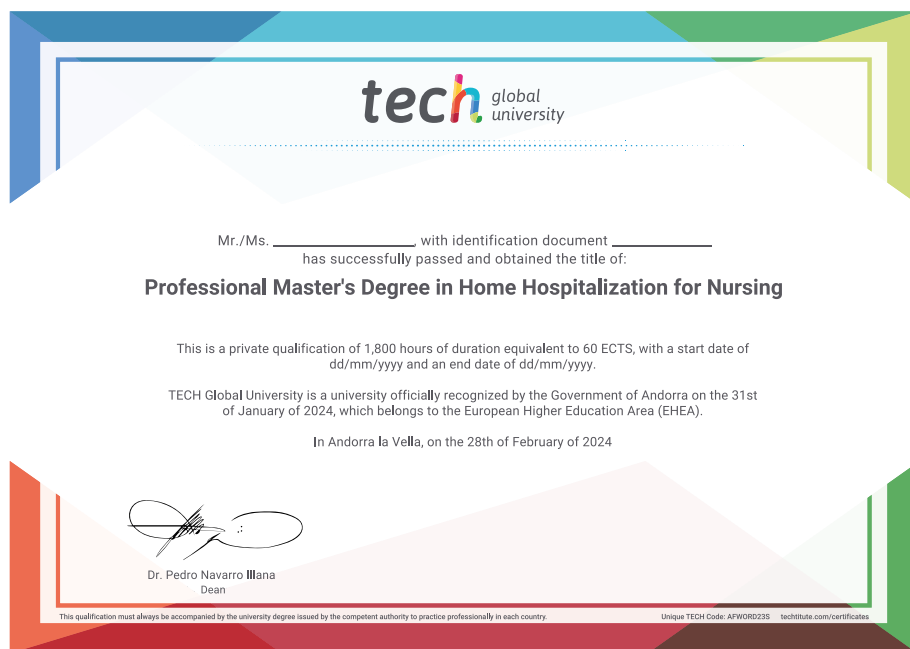 tech global
university
Mr./Ms. ____________, with identification document ____________
has successfully passed and obtained the title of:
Professional Master's Degree in Home Hospitalization for Nursing
This is a private qualification of 1,800 hours of duration equivalent to 60 ECTS, with a start date of
dd/mm/yyyy and an end date of dd/mm/yyyy.
TECH Global University is a university officially recognized by the Government of Andorra on the 31st
of January of 2024, which belongs to the European Higher Education Area (EHEA).
In Andorra la Vella, on the 28th of February of 2024
Dr. Pedro Navarro Illana
Dean
This qualification must always be accompanied by the university degree issued by the competent authority to practice professionally in each country. Unique TECH Code: AFWORD23S techtitute.com/certificates